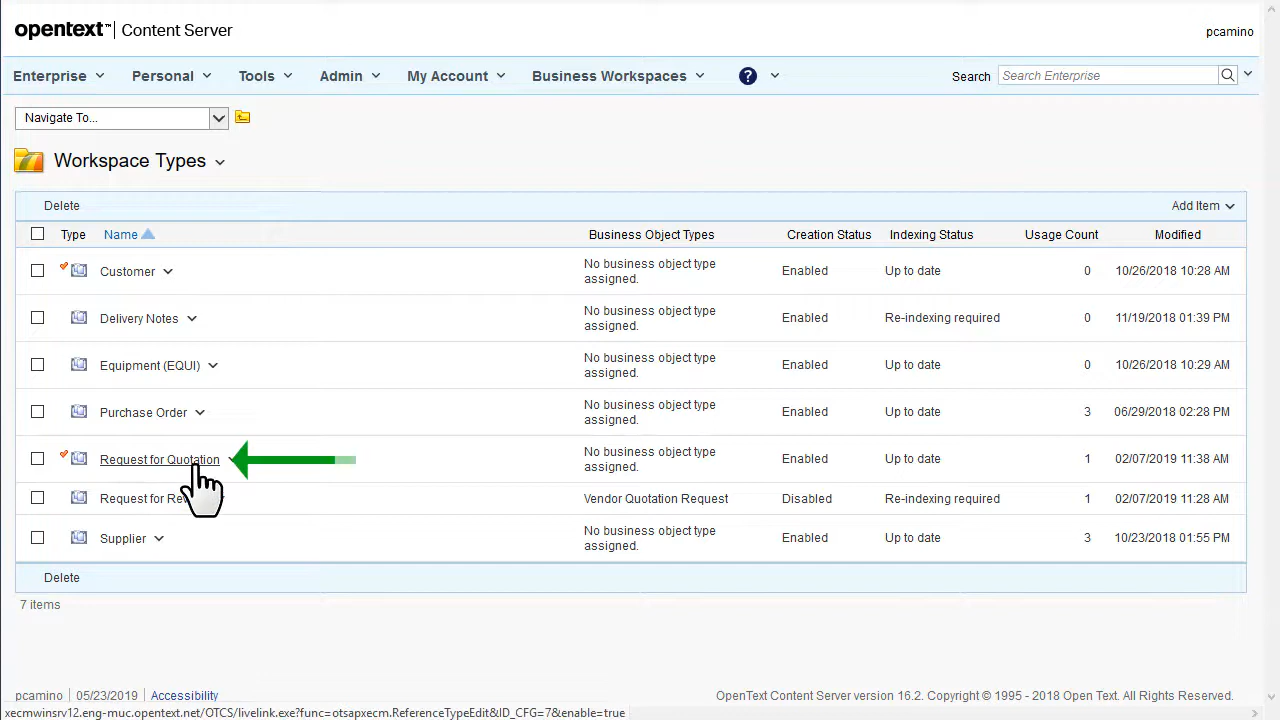 opentext™ | Content Server
pcamino
Enterprise Personal Tools Admin My Account Business Workspaces ? Search Search Enterprise
Navigate To...
Workspace Types
Delete Add Item
Type Name Business Object Types Creation Status Indexing Status Usage Count Modified
Customer No business object type assigned. Enabled Up to date 0 10/26/2018 10:28 AM
Delivery Notes No business object type assigned. Enabled Re-indexing required 0 11/19/2018 01:39 PM
Equipment (EQUI) No business object type assigned. Enabled Up to date 0 10/26/2018 10:29 AM
Purchase Order No business object type assigned. Enabled Up to date 3 06/29/2018 02:28 PM
Request for Quotation No business object type assigned. Enabled Up to date 1 02/07/2019 11:38 AM
Request for Vendor Quotation Request Disabled Re-indexing required 1 02/07/2019 11:28 AM
Supplier No business object type assigned. Enabled Up to date 3 10/23/2018 01:55 PM
Delete
7 items
pcamino | 05/23/2019 | Accessibility OpenText Content Server version 16.2. Copyright © 1995 - 2018 Open Text. All Rights Reserved.
xecmwinsrv12.eng-muc.opentext.net/OTCS/livelink.exe?func=otsapxecm.ReferenceTypeEdit&ID_CFG=7&enable=true